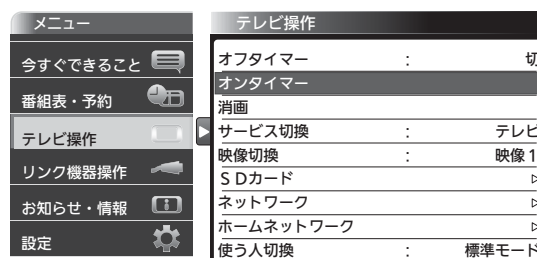 メニュー
今すぐできること
番組表・予約
テレビ操作
リンク機器操作
お知らせ・情報
設定
テレビ操作
オフタイマー : 切
オンタイマー
消画
サービス切換 : テレビ
映像切換 : 映像1
SDカード
ネットワーク
ホームネットワーク
使う人切換 : 標準モード